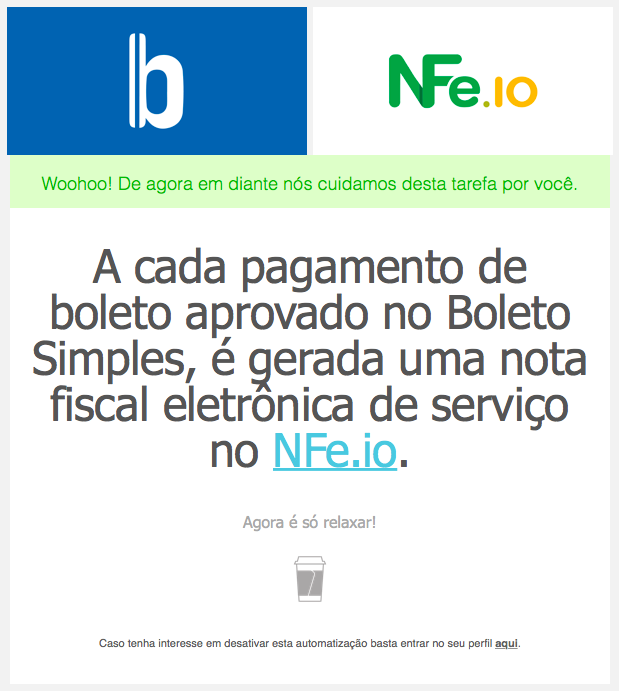 b
NFe.io
Woohoo! De agora em diante nós cuidamos desta tarefa por você.
A cada pagamento de
boleto aprovado no Boleto
Simples, é gerada uma nota
fiscal eletrônica de serviço
no NFe.io.
Agora é só relaxar!
Caso tenha interesse em desativar esta automatização basta entrar no seu perfil aqui.